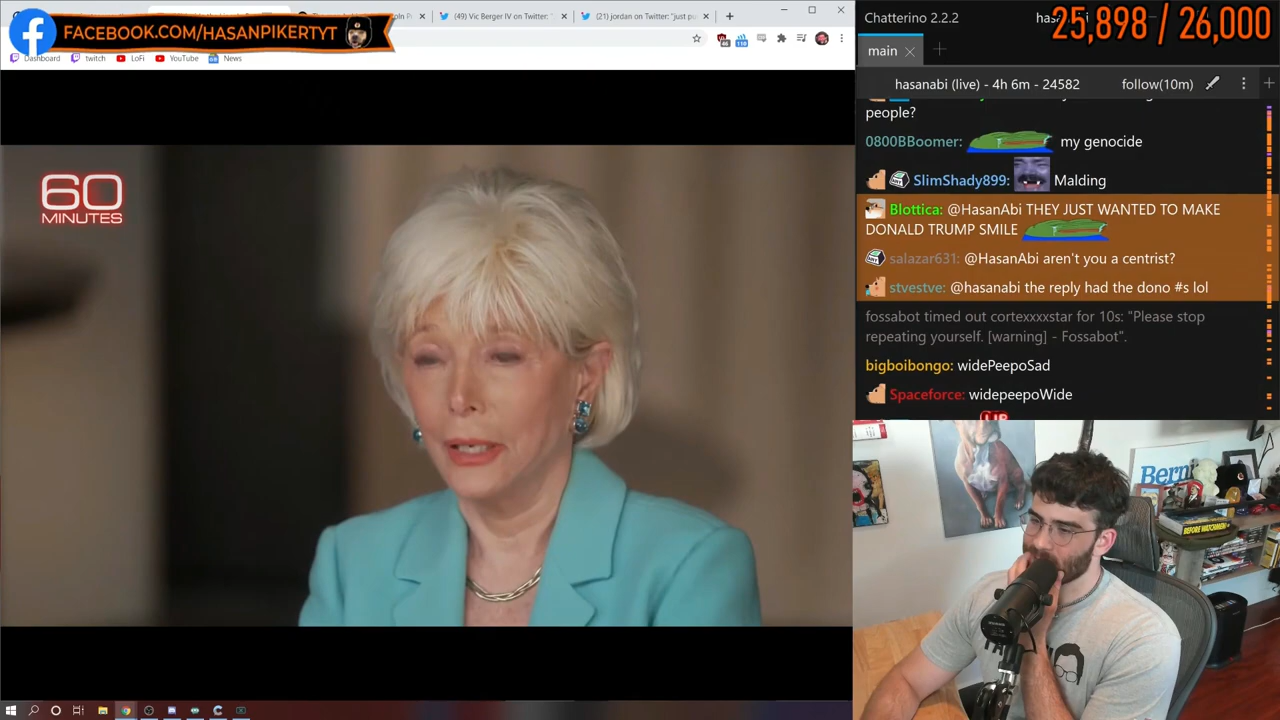 (49) Vic Berger IV on Twitter: "
(21) jordan on Twitter: "just pu
FACEBOOK.COM/HASANPIKERTYT
Dashboard
twitch
LoFi
YouTube
News
60
MINUTES
Chatterino 2.2.2
25,898 / 26,000
main
hasanabi (live) - 4h 6m - 24582
follow(10m)
people?
0800BBoomer: my genocide
SlimShady899: Malding
Blottica: @HasanAbi THEY JUST WANTED TO MAKE
DONALD TRUMP SMILE
salazar631: @HasanAbi aren't you a centrist?
stvestve: @hasanabi the reply had the dono #s lol
fossabot timed out cortexxxxstar for 10s: "Please stop
repeating yourself. [warning] - Fossabot".
bigboibongo: widePeepoSad
Spaceforce: widepeepoWide
LIB
Bern
BEFORE WATCHMEN